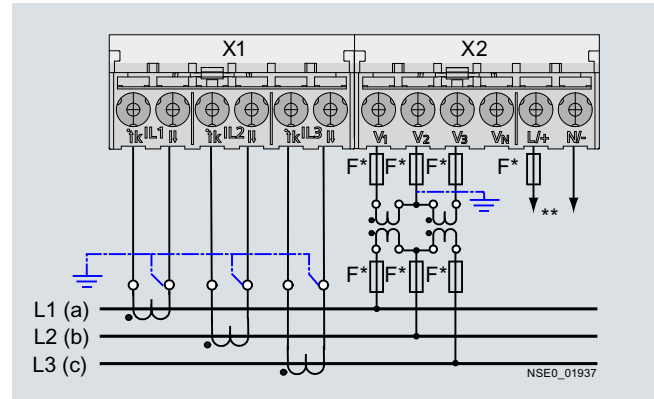 X1 X2
°k IL1 °l °k IL2 °l °k IL3 °l V1 V2 V3 VN L/+ N/-
F* F* F* F*
**
F* F* F*
L1 (a)
L2 (b)
L3 (c)
NSE0_01937